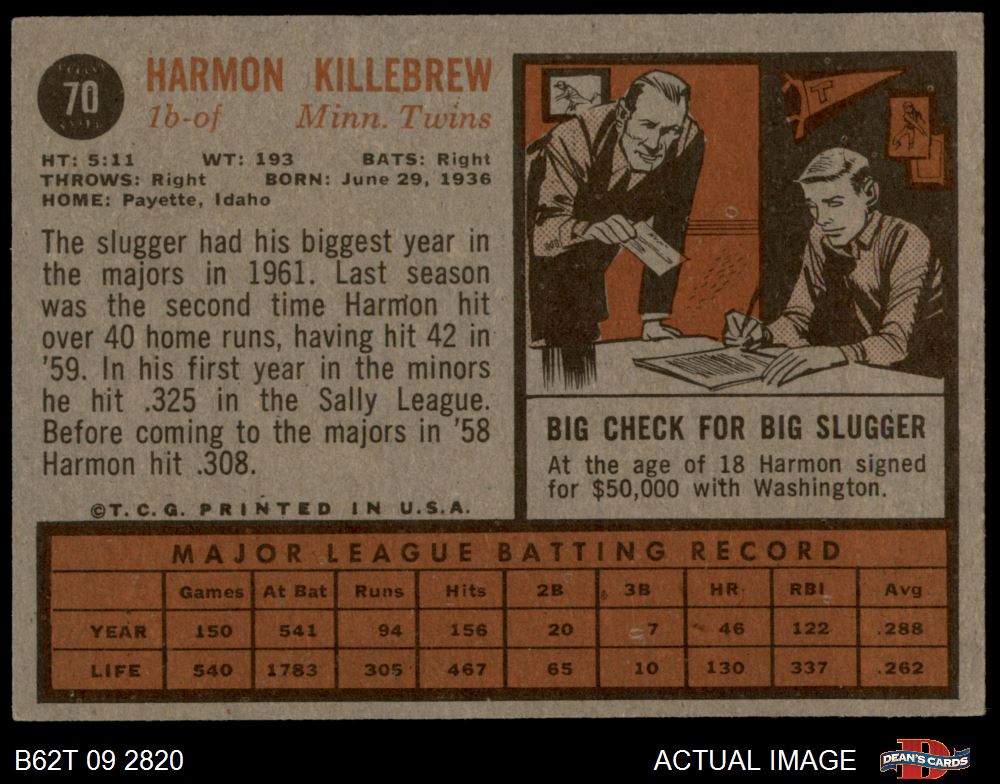 70
HARMON KILLEBREW
1b-of Minn. Twins
HT: 5:11 WT: 193 BATS: Right
THROWS: Right BORN: June 29, 1936
HOME: Payette, Idaho
The slugger had his biggest year in
the majors in 1961. Last season
was the second time Harmon hit
over 40 home runs, having hit 42 in
'59. In his first year in the minors
he hit .325 in the Sally League.
Before coming to the majors in '58
Harmon hit .308.
©T.C.G. PRINTED IN U.S.A.
T
BIG CHECK FOR BIG SLUGGER
At the age of 18 Harmon signed
for $50,000 with Washington.
MAJOR LEAGUE BATTING RECORD
Games At Bat Runs Hits 2B 3B HR RBI Avg
YEAR 150 541 94 156 20 7 46 122 .288
LIFE 540 1783 305 467 65 10 130 337 .262
B62T 09 2820
ACTUAL IMAGE
DEAN'S CARDS